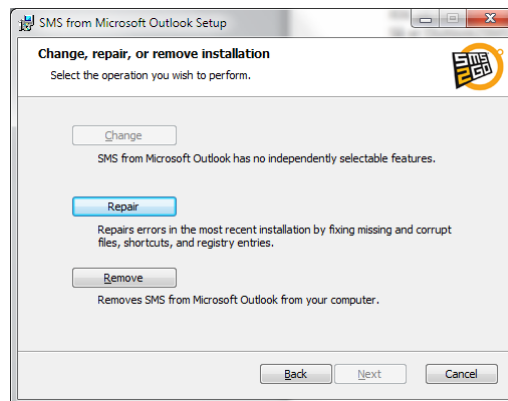 SMS from Microsoft Outlook Setup
Change, repair, or remove installation
Select the operation you wish to perform.
SMS
2GO
Change
SMS from Microsoft Outlook has no independently selectable features.
Repair
Repairs errors in the most recent installation by fixing missing and corrupt
files, shortcuts, and registry entries.
Remove
Removes SMS from Microsoft Outlook from your computer.
Back
Next
Cancel